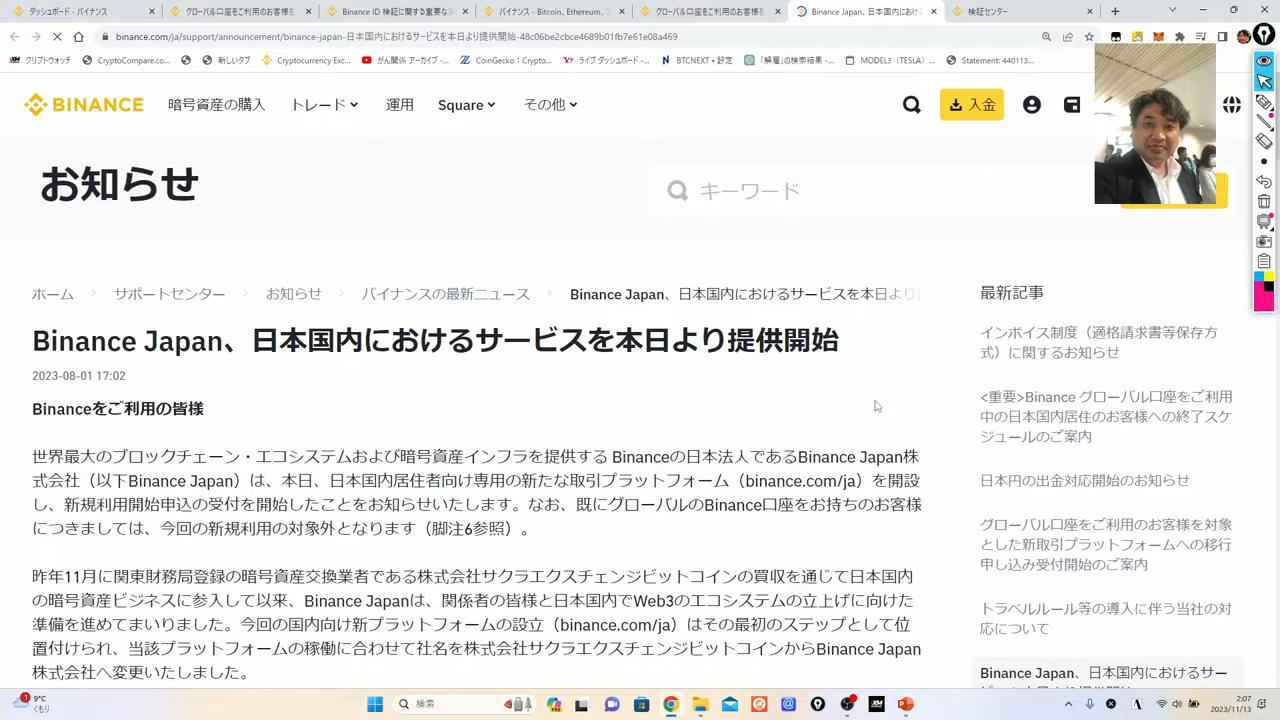 ダッシュボード - バイナンス
グローバル口座をご利用のお客様を
Binance ID 検証に関する重要なお
バイナンス - Bitcoin, Ethereum, ア
グローバル口座をご利用のお客様を
Binance Japan、日本国内におけ
検証センター
binance.com/ja/support/announcement/binance-japan-日本国内におけるサービスを本日より提供開始-48c06be2cbce4689b01fb7e61e08a469
クリトウォッチ
CryptoCompare.co...
新しいタブ
Cryptocurrency Exc...
がん関係 アーカイブ -...
CoinGecko : Crypto...
ライブ ダッシュボード -...
BTCNEXT • 設定
「解雇」の検索結果 -...
MODEL3（TESLA）...
Statement: 440113...
BINANCE
暗号資産の購入
トレード
運用
Square
その他
入金
お知らせ
キーワード
ホーム
サポートセンター
お知らせ
バイナンスの最新ニュース
Binance Japan、日本国内におけるサービスを本日より
最新記事
Binance Japan、日本国内におけるサービスを本日より提供開始
2023-08-01 17:02
Binanceをご利用の皆様
世界最大のブロックチェーン・エコシステムおよび暗号資産インフラを提供する Binanceの日本法人であるBinance Japan株
式会社（以下Binance Japan）は、本日、日本国内居住者向け専用の新たな取引プラットフォーム（binance.com/ja）を開設
し、新規利用開始申込の受付を開始したことをお知らせいたします。なお、既にグローバルのBinance口座をお持ちのお客様
につきましては、今回の新規利用の対象外となります（脚注6参照）。
昨年11月に関東財務局登録の暗号資産交換業者である株式会社サクラエクスチェンジビットコインの買収を通じて日本国内
の暗号資産ビジネスに参入して以来、Binance Japanは、関係者の皆様と日本国内でWeb3のエコシステムの立上げに向けた
準備を進めてまいりました。今回の国内向け新プラットフォームの設立（binance.com/ja）はその最初のステップとして位
置付けられ、当該プラットフォームの稼働に合わせて社名を株式会社サクラエクスチェンジビットコインからBinance Japan
株式会社へ変更いたしました。
インボイス制度（適格請求書等保存方
式）に関するお知らせ
<重要>Binance グローバル口座をご利用
中の日本国内居住のお客様への終了スケ
ジュールのご案内
日本円の出金対応開始のお知らせ
グローバル口座をご利用のお客様を対象
とした新取引プラットフォームへの移行
申し込み受付開始のご案内
トラベルルール等の導入に伴う当社の対
応について
Binance Japan、日本国内におけるサー
9℃
くもり
検索
2:07
2023/11/13